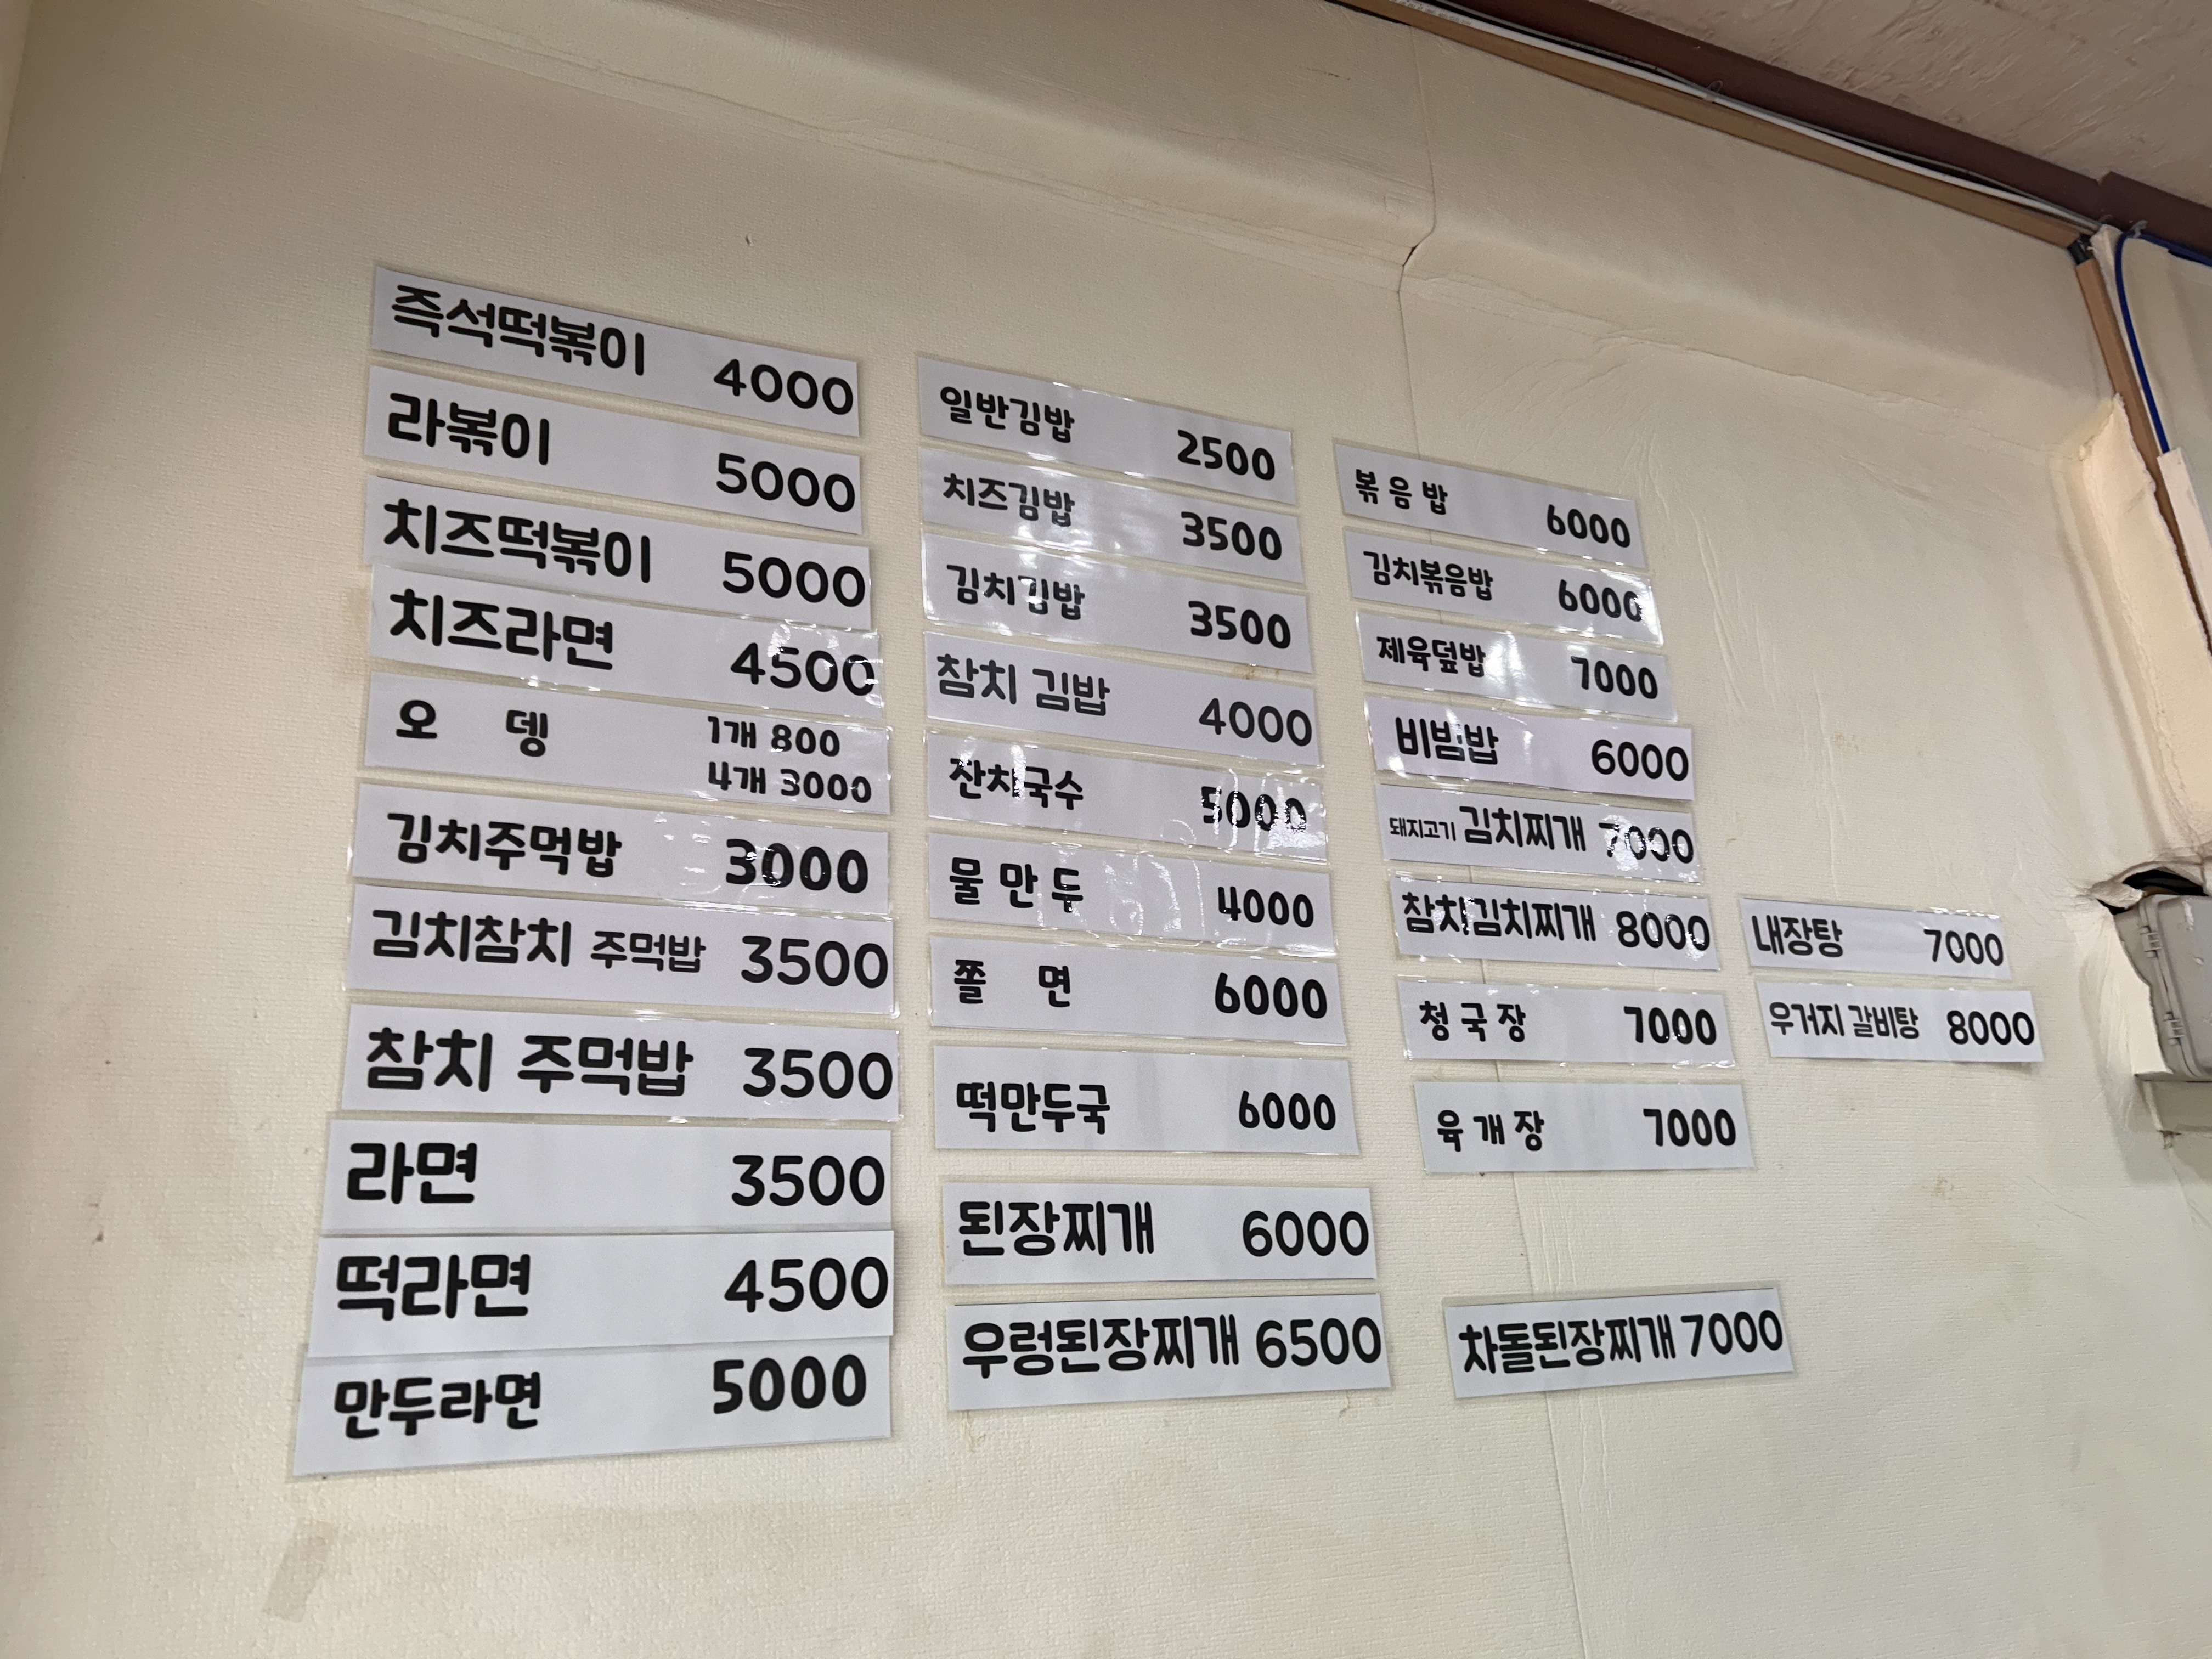 즉석떡볶이 4000
라볶이 5000
치즈떡볶이 5000
치즈라면 4500
오 뎅 1개 800
4개 3000
김치주먹밥 3000
김치참치 주먹밥 3500
참치 주먹밥 3500
라면 3500
떡라면 4500
만두라면 5000
일반김밥 2500
치즈김밥 3500
김치김밥 3500
참치 김밥 4000
잔치국수 5000
물만두 4000
쫄 면 6000
떡만두국 6000
된장찌개 6000
우렁된장찌개 6500
볶음밥 6000
김치볶음밥 6000
제육덮밥 7000
비빔밥 6000
돼지고기 김치찌개 7000
참치김치찌개 8000
청국장 7000
육개장 7000
차돌된장찌개 7000
내장탕 7000
우거지 갈비탕 8000